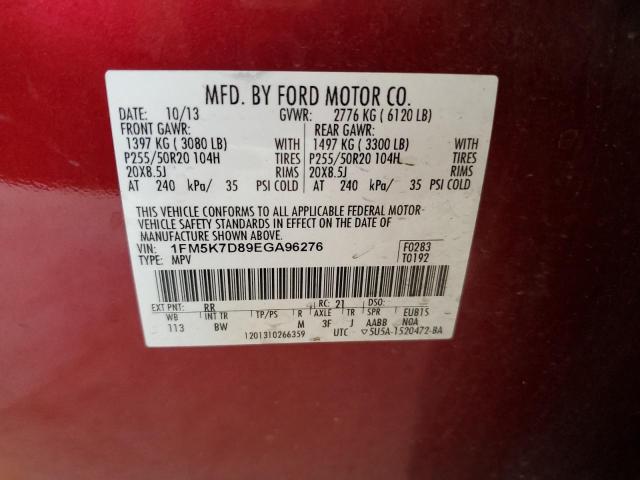 MFD. BY FORD MOTOR CO.
DATE: 10/13 GVWR: 2776 KG ( 6120 LB)
FRONT GAWR: REAR GAWR:
1397 KG ( 3080 LB) WITH 1497 KG ( 3300 LB) WITH
P255/50R20 104H TIRES P255/50R20 104H TIRES
20X8.5J RIMS 20X8.5J RIMS
AT 240 kPa/ 35 PSI COLD AT 240 kPa/ 35 PSI COLD
THIS VEHICLE CONFORMS TO ALL APPLICABLE FEDERAL MOTOR-
VEHICLE SAFETY STANDARDS IN EFFECT ON THE DATE OF
MANUFACTURE SHOWN ABOVE.
VIN: 1FM5K7D89EGA96276 F0283
TYPE: MPV T0192
EXT PNT: RR RC: 21 DSO:
WB INT TR TP/PS R AXLE TR SPR EUB15
113 BW M 3F J AABB NGA
1201310266359 UTC 5U5A-1520472-BA